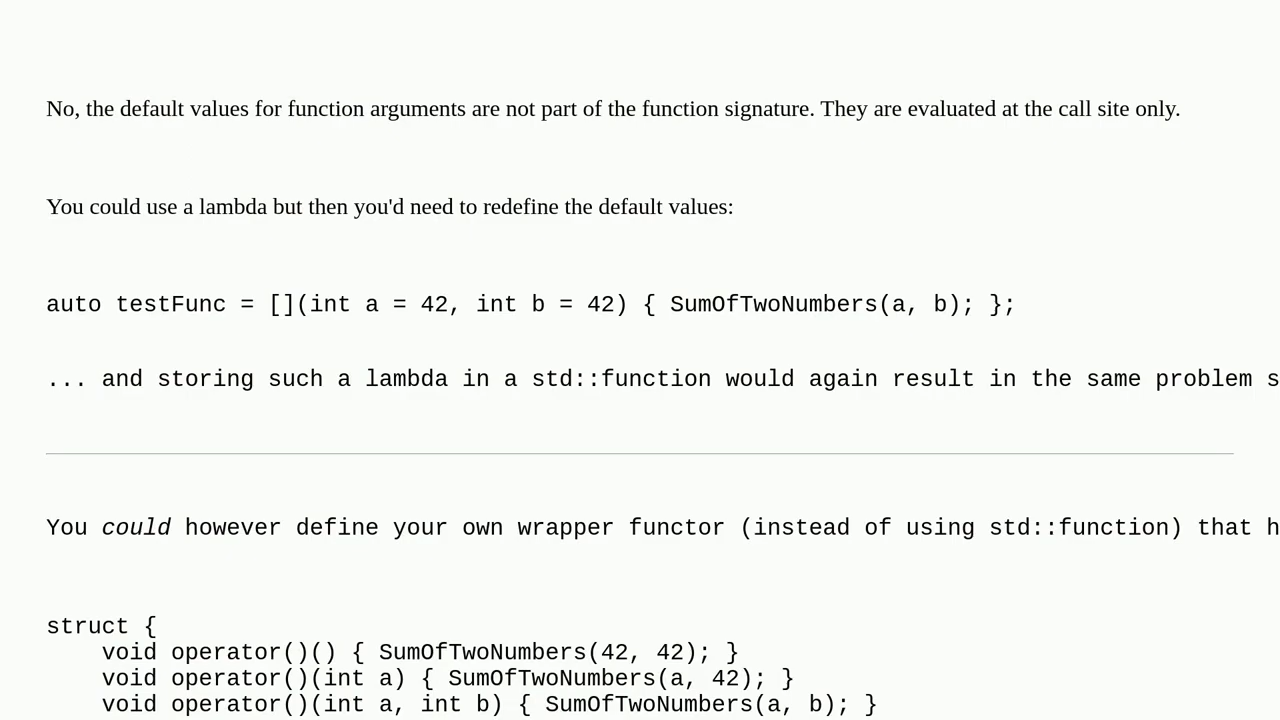 No, the default values for function arguments are not part of the function signature. They are evaluated at the call site only.
You could use a lambda but then you'd need to redefine the default values:
auto testFunc = [](int a = 42, int b = 42) { SumOfTwoNumbers(a, b); };
... and storing such a lambda in a std::function would again result in the same problem s
You could however define your own wrapper functor (instead of using std::function) that h
struct {
    void operator()() { SumOfTwoNumbers(42, 42); }
    void operator()(int a) { SumOfTwoNumbers(a, 42); }
    void operator()(int a, int b) { SumOfTwoNumbers(a, b); }